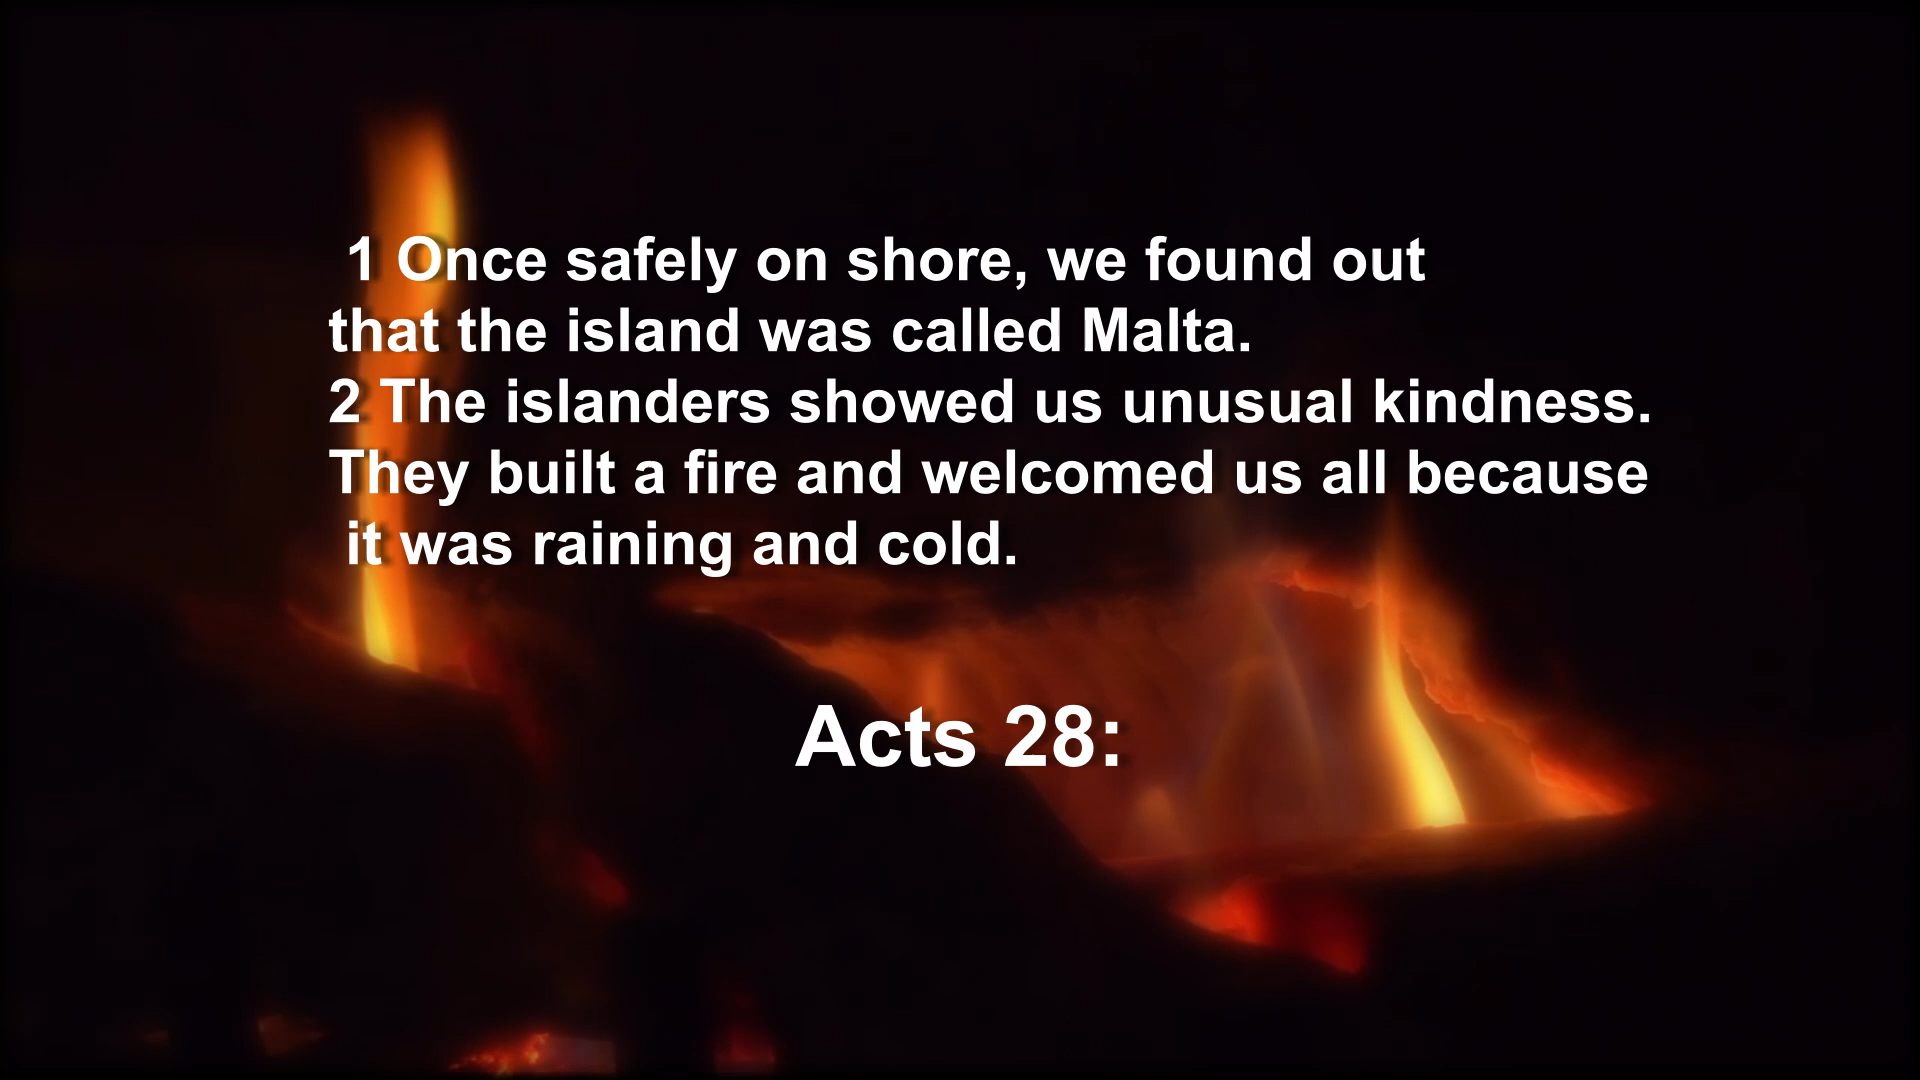 1 Once safely on shore, we found out
that the island was called Malta.
2 The islanders showed us unusual kindness.
They built a fire and welcomed us all because
it was raining and cold.
Acts 28: